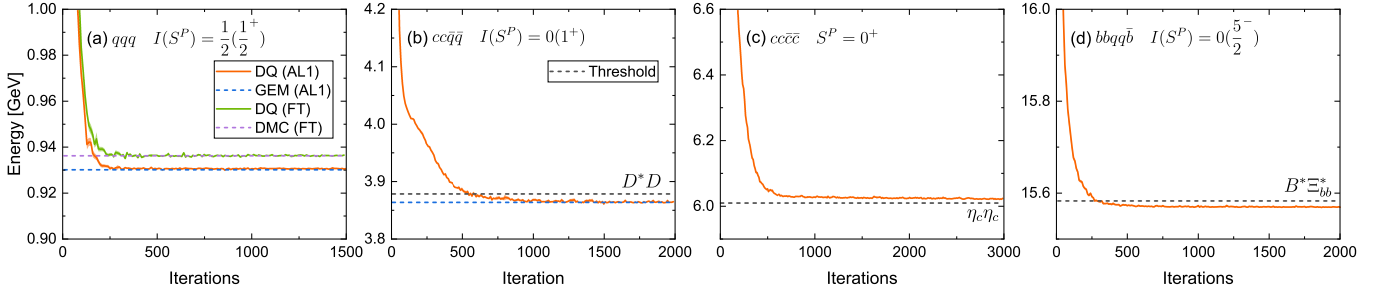 Energy [GeV]
1.00
0.98
0.96
0.94
0.92
0.90
(a) qqq I(S^P) = 1/2(1/2^+)
DQ (AL1)
GEM (AL1)
DQ (FT)
DMC (FT)
0 500 1000 1500
Iterations
4.2
4.1
4.0
3.9
3.8
(b) ccq̄q̄ I(S^P) = 0(1^+)
Threshold
D*D
0 500 1000 1500 2000
Iteration
6.6
6.4
6.2
6.0
(c) ccc̄c̄ S^P = 0^+
η_cη_c
0 1000 2000 3000
Iterations
16.0
15.8
15.6
(d) bbqqb̄ I(S^P) = 0(5/2^-)
B*Ξ*_bb
0 500 1000 1500 2000
Iterations